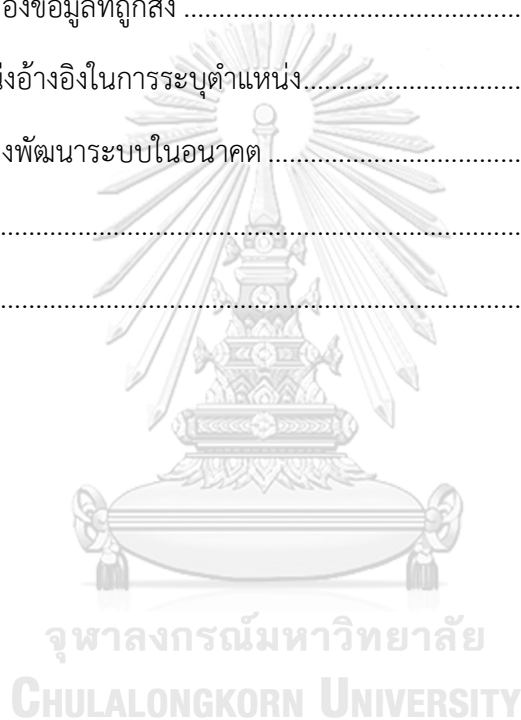 องข้อมูลที่ถูกส่ง ................................................
งอ้างอิงในการระบุตำแหน่ง................................
งพัฒนาระบบในอนาคต ....................................
........................................................................
........................................................................
จุฬาลงกรณ์มหาวิทยาลัย
CHULALONGKORN UNIVERSITY